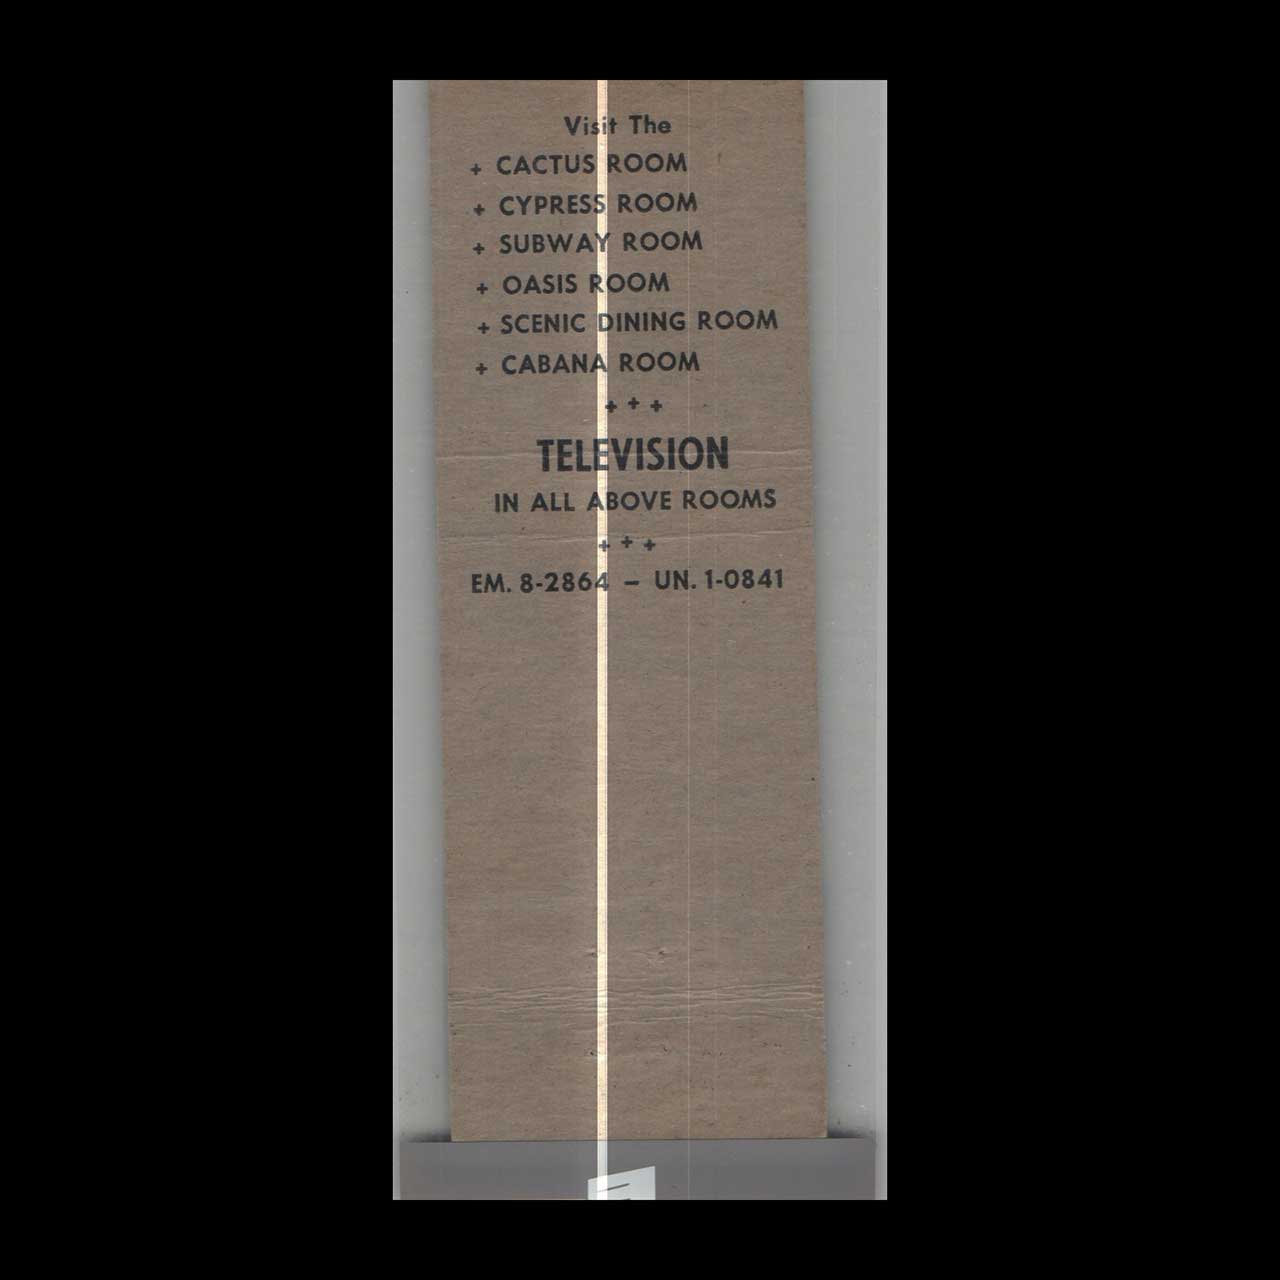 Visit The
+ CACTUS ROOM
+ CYPRESS ROOM
+ SUBWAY ROOM
+ OASIS ROOM
+ SCENIC DINING ROOM
+ CABANA ROOM
+ + +
TELEVISION
IN ALL ABOVE ROOMS
+ + +
EM. 8-2864 – UN. 1-0841